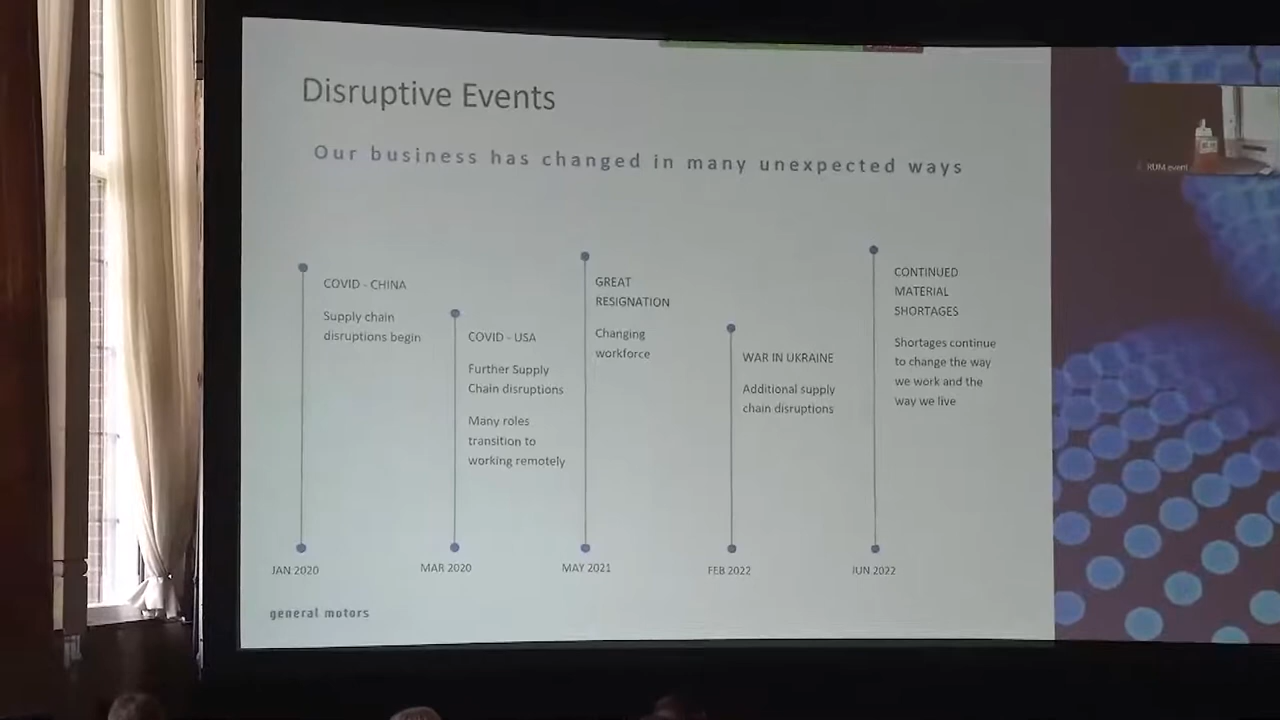 Disruptive Events
Our business has changed in many unexpected ways
COVID - CHINA
Supply chain
disruptions begin
COVID - USA
Further Supply
Chain disruptions
Many roles
transition to
working remotely
GREAT
RESIGNATION
Changing
workforce
WAR IN UKRAINE
Additional supply
chain disruptions
CONTINUED
MATERIAL
SHORTAGES
Shortages continue
to change the way
we work and the
way we live
JAN 2020
MAR 2020
MAY 2021
FEB 2022
JUN 2022
general motors
RUM event